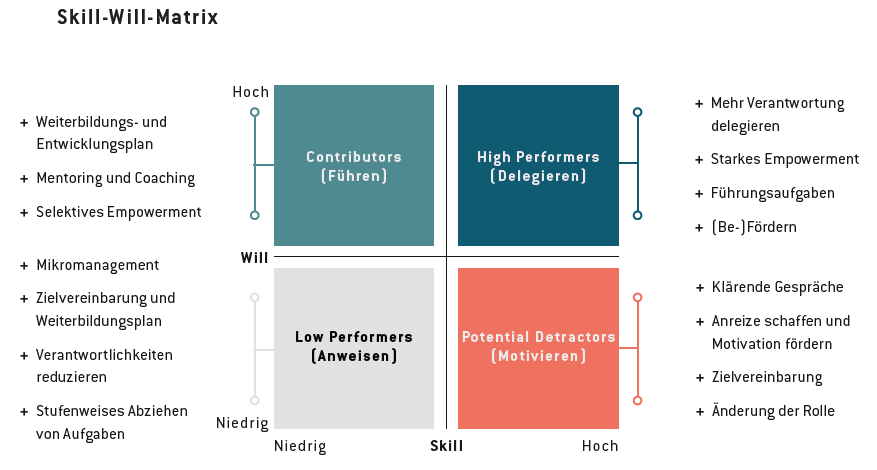 Skill-Will-Matrix
Hoch
+ Weiterbildungs- und
Entwicklungsplan
+ Mentoring und Coaching
+ Selektives Empowerment
Contributors
(Führen)
High Performers
(Delegieren)
+ Mehr Verantwortung
delegieren
+ Starkes Empowerment
+ Führungsaufgaben
+ (Be-)Fördern
Will
+ Mikromanagement
+ Zielvereinbarung und
Weiterbildungsplan
+ Verantwortlichkeiten
reduzieren
+ Stufenweises Abziehen
von Aufgaben
Low Performers
(Anweisen)
Potential Detractors
(Motivieren)
+ Klärende Gespräche
+ Anreize schaffen und
Motivation fördern
+ Zielvereinbarung
+ Änderung der Rolle
Niedrig
Niedrig
Skill
Hoch